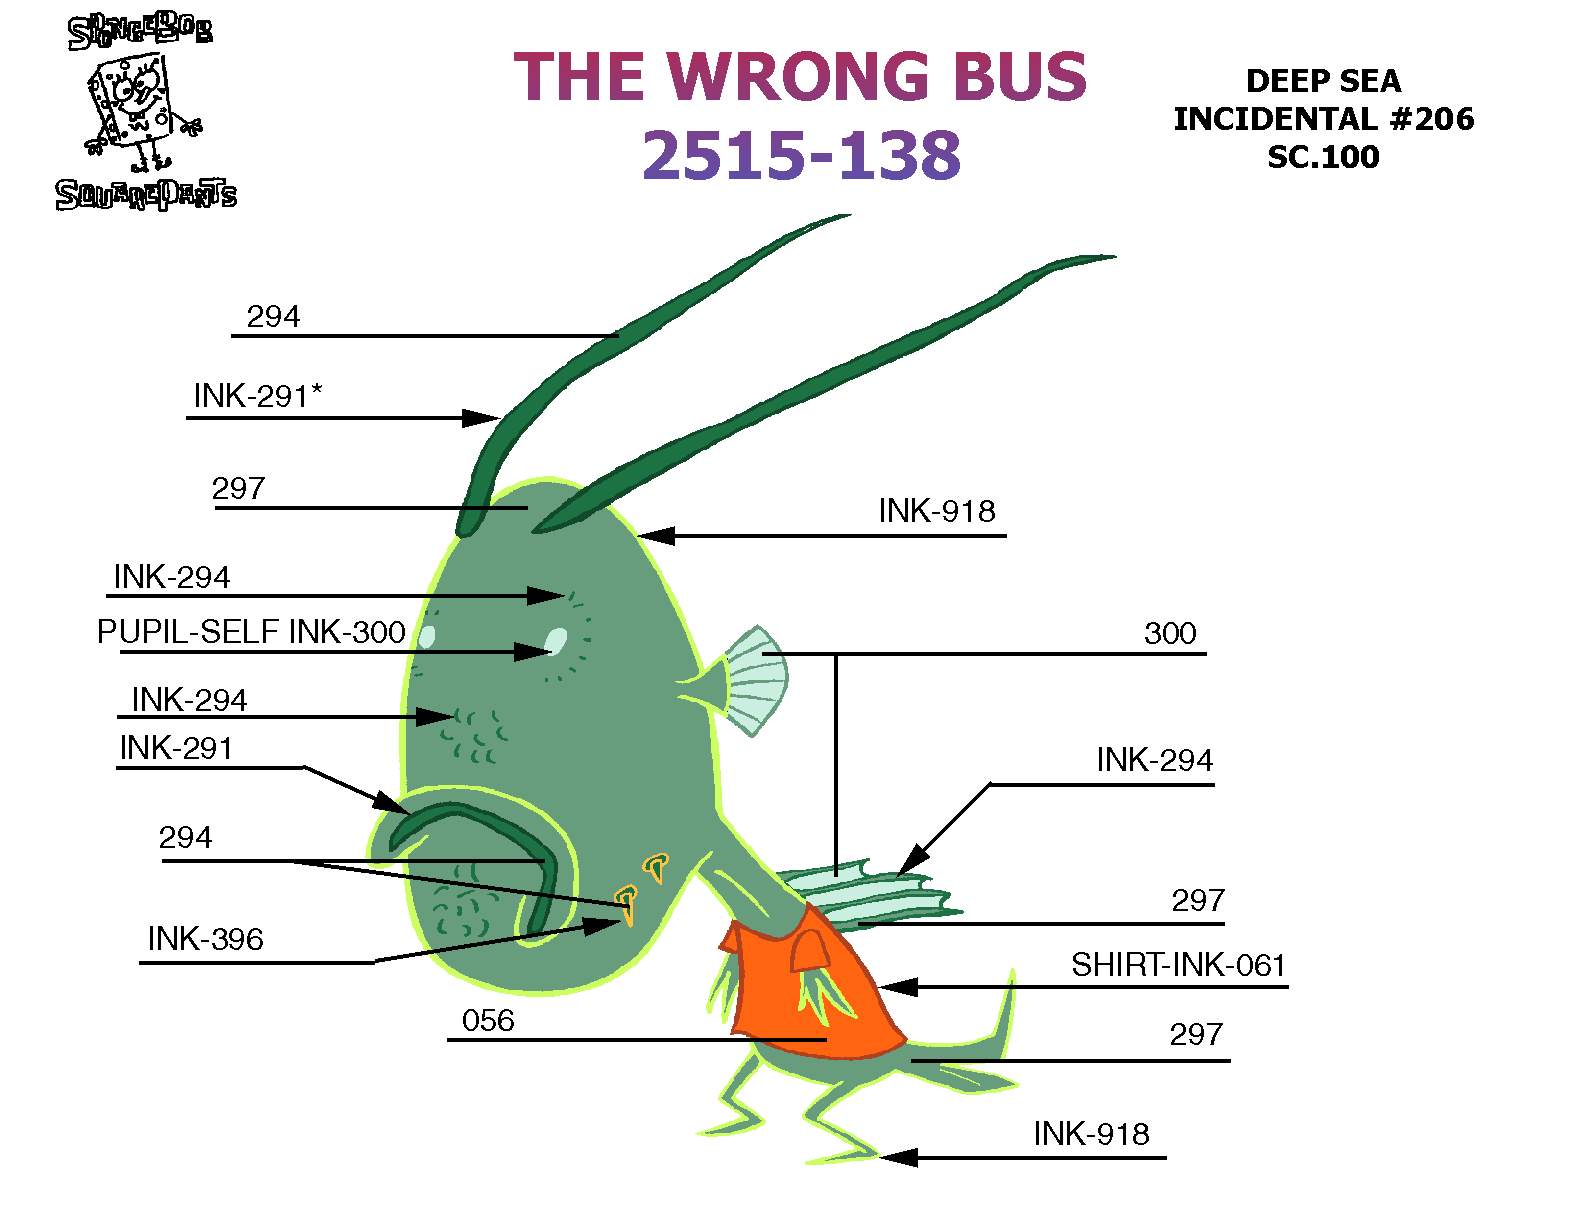 SPONGEBOB
SQUAREPANTS
THE WRONG BUS
2515-138
DEEP SEA
INCIDENTAL #206
SC.100
294
INK-291*
297
INK-918
INK-294
PUPIL-SELF INK-300
300
INK-294
INK-291
INK-294
294
297
INK-396
SHIRT-INK-061
056
297
INK-918